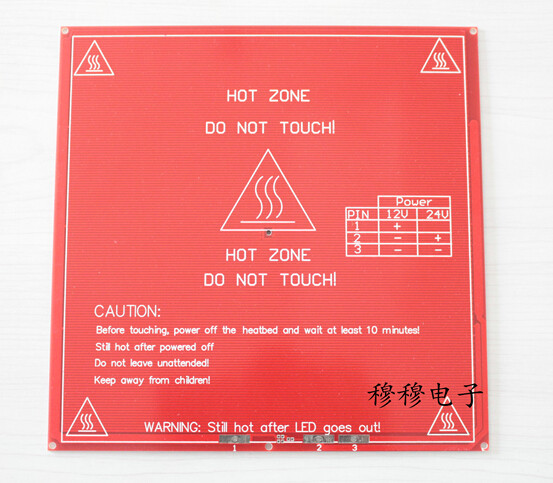 HOT ZONE
DO NOT TOUCH!
HOT ZONE
DO NOT TOUCH!
Power
PIN 12V 24V
1 +
2 - +
3 - -
CAUTION:
Before touching, power off the heatbed and wait at least 10 minutes!
Still hot after powered off
Do not leave unattended!
Keep away from children!
穆穆电子
WARNING: Still hot after LED goes out!
1 2 3